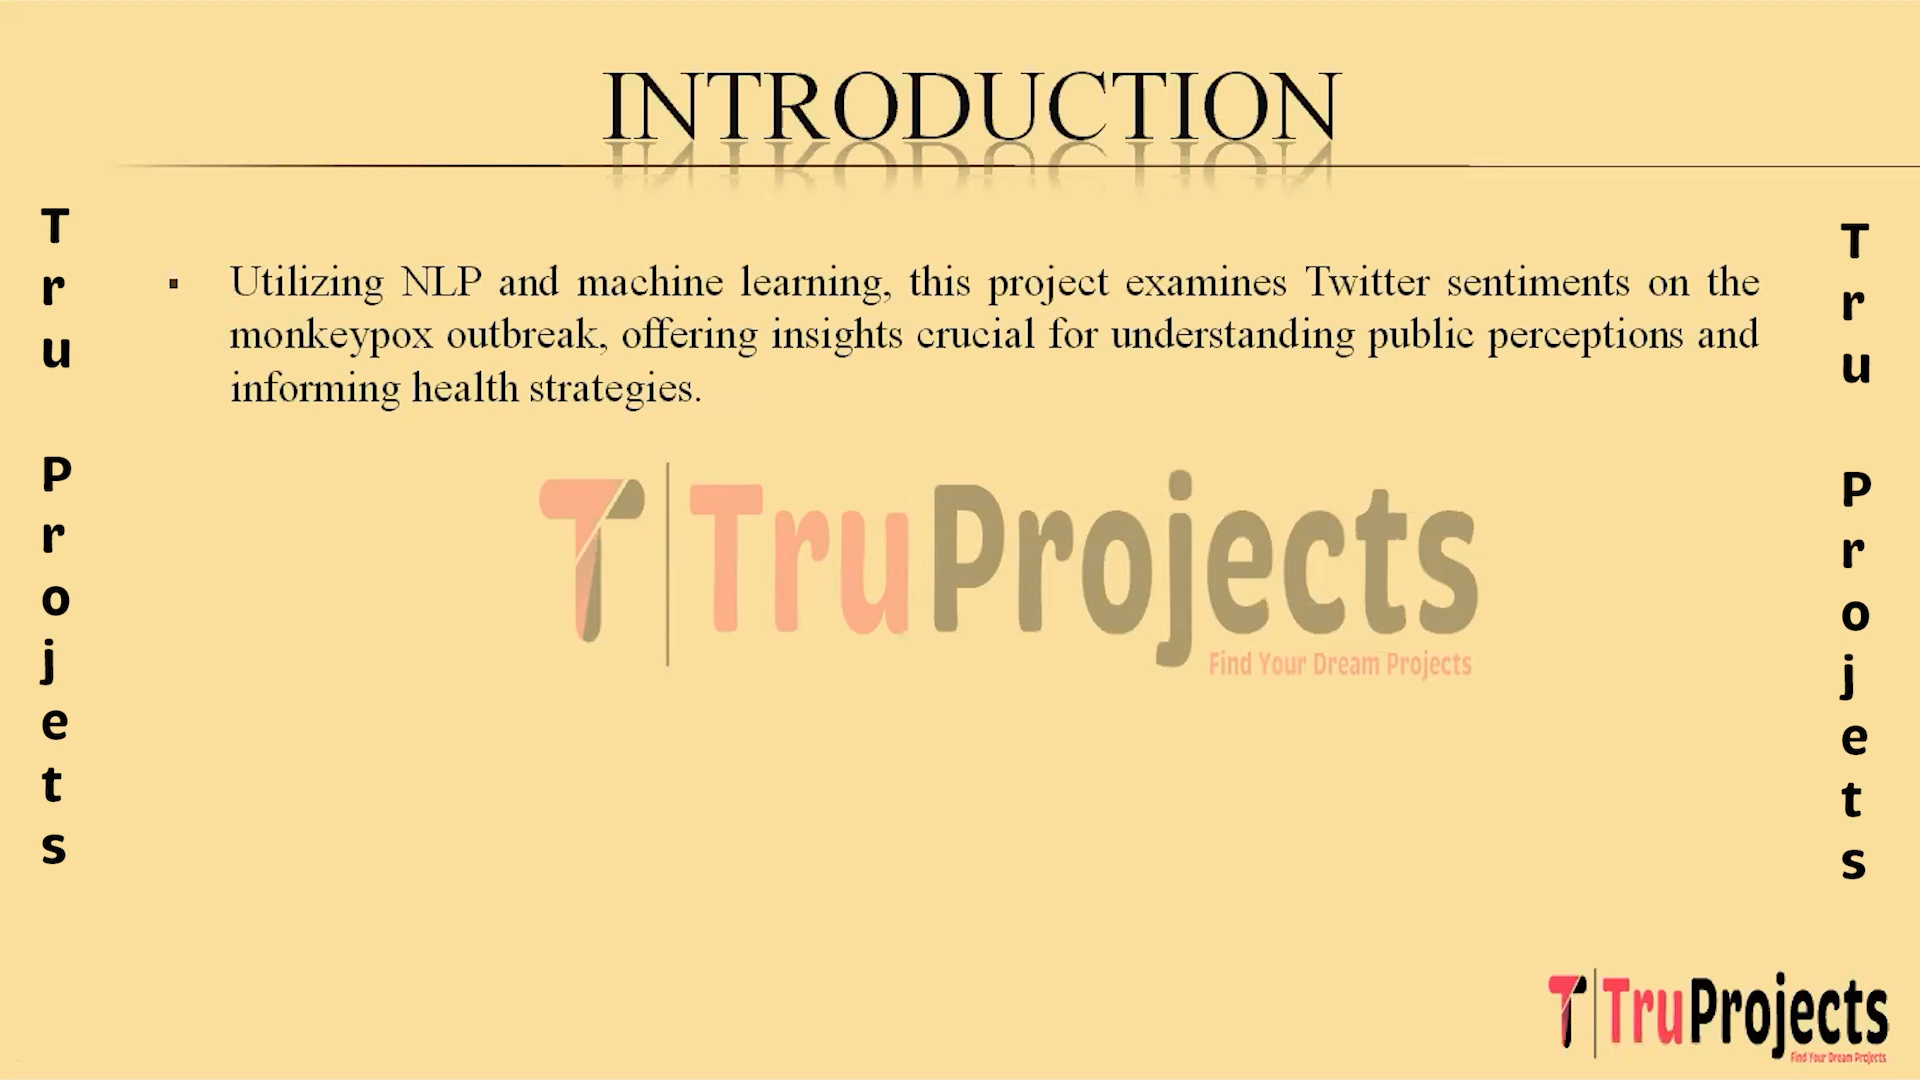 INTRODUCTION
▪ Utilizing NLP and machine learning, this project examines Twitter sentiments on the
monkeypox outbreak, offering insights crucial for understanding public perceptions and
informing health strategies.
T
r
u
P
r
o
j
e
t
s
T
r
u
P
r
o
j
e
t
s
T TruProjects
Find Your Dream Projects
T TruProjects
Find Your Dream Projects